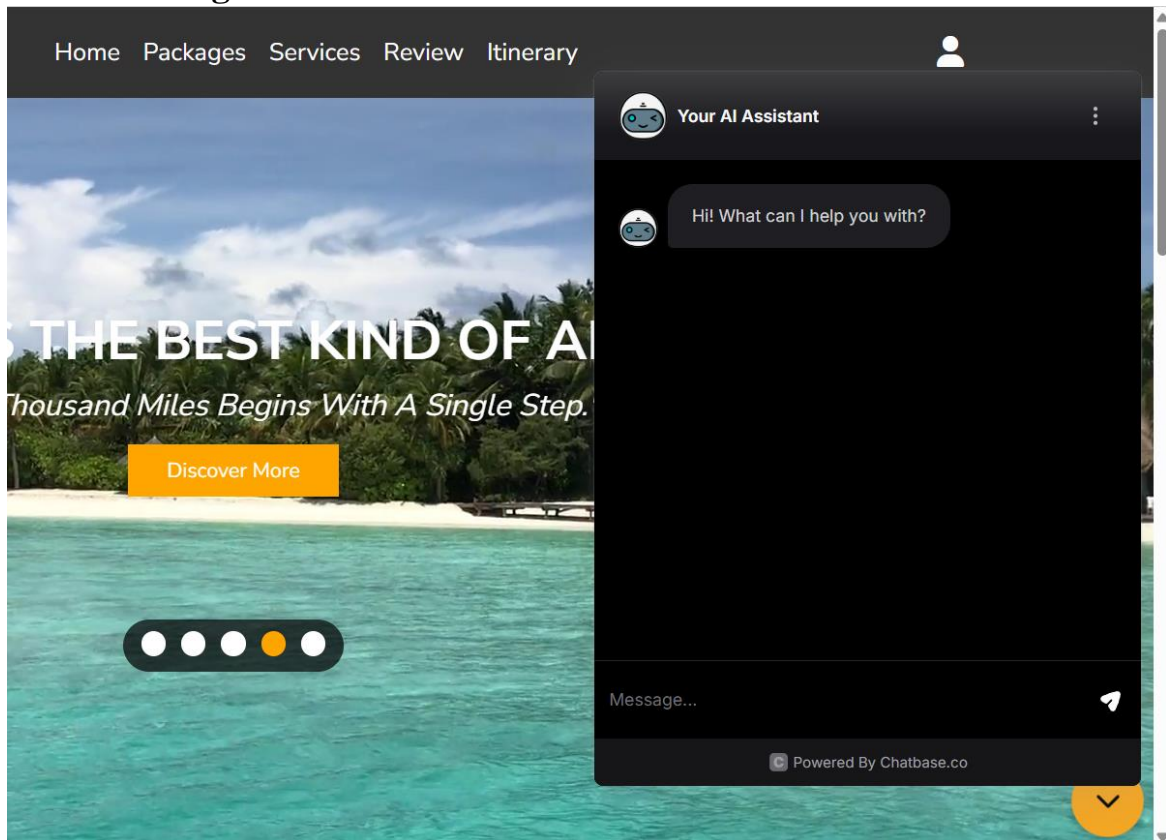 Home Packages Services Review Itinerary
Your AI Assistant
Hi! What can I help you with?
THE BEST KIND OF
Thousand Miles Begins With A Single Step.
Discover More
Message...
C Powered By Chatbase.co